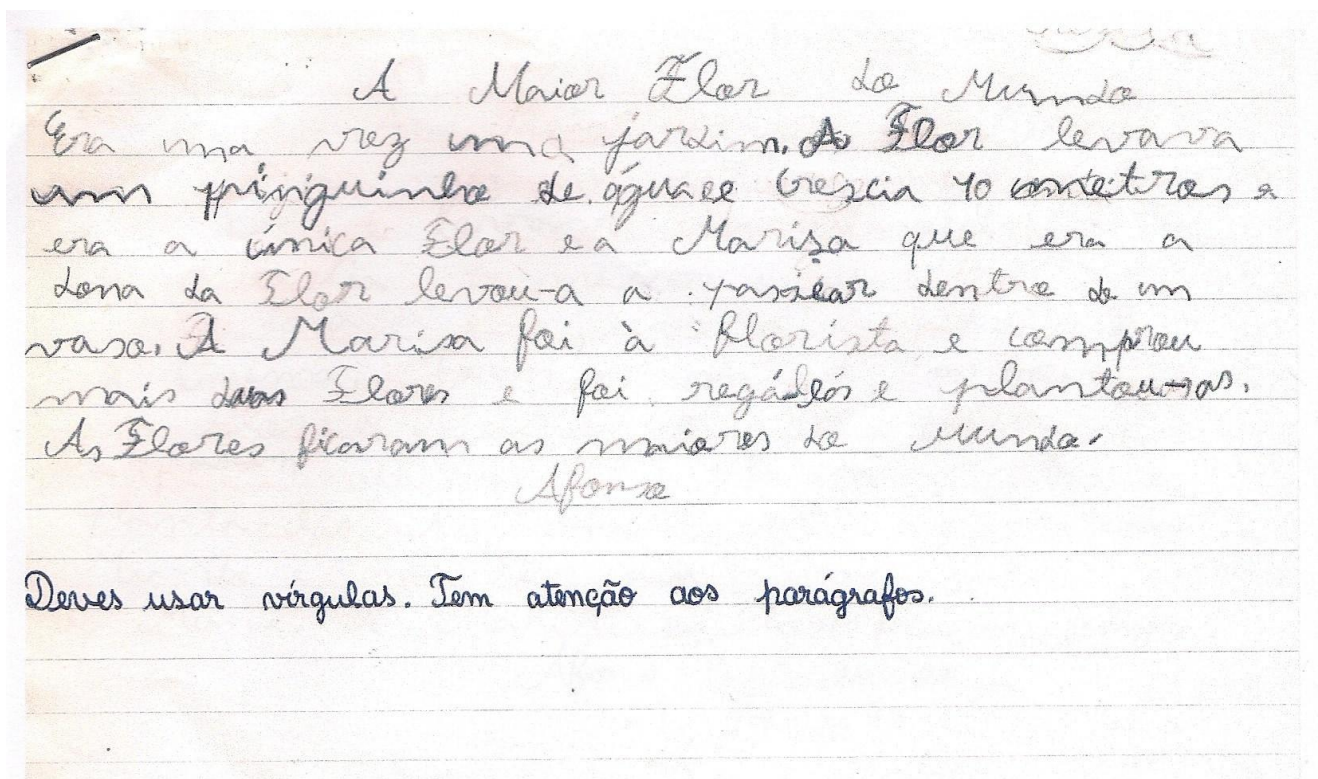 A Maior Flor do Mundo
Era uma vez um jardim. A Flor levava
um pinguinho de água e crescia 10 metros e
era a única Flor e a Marisa que era a
dona da Flor levou-a a passear dentro de um
vaso. A Marisa foi à florista e comprou
mais duas Flores e foi regá-las e plantou-as.
As Flores ficaram as maiores do Mundo.
Afonso
Deves usar vírgulas. Tem atenção aos parágrafos.